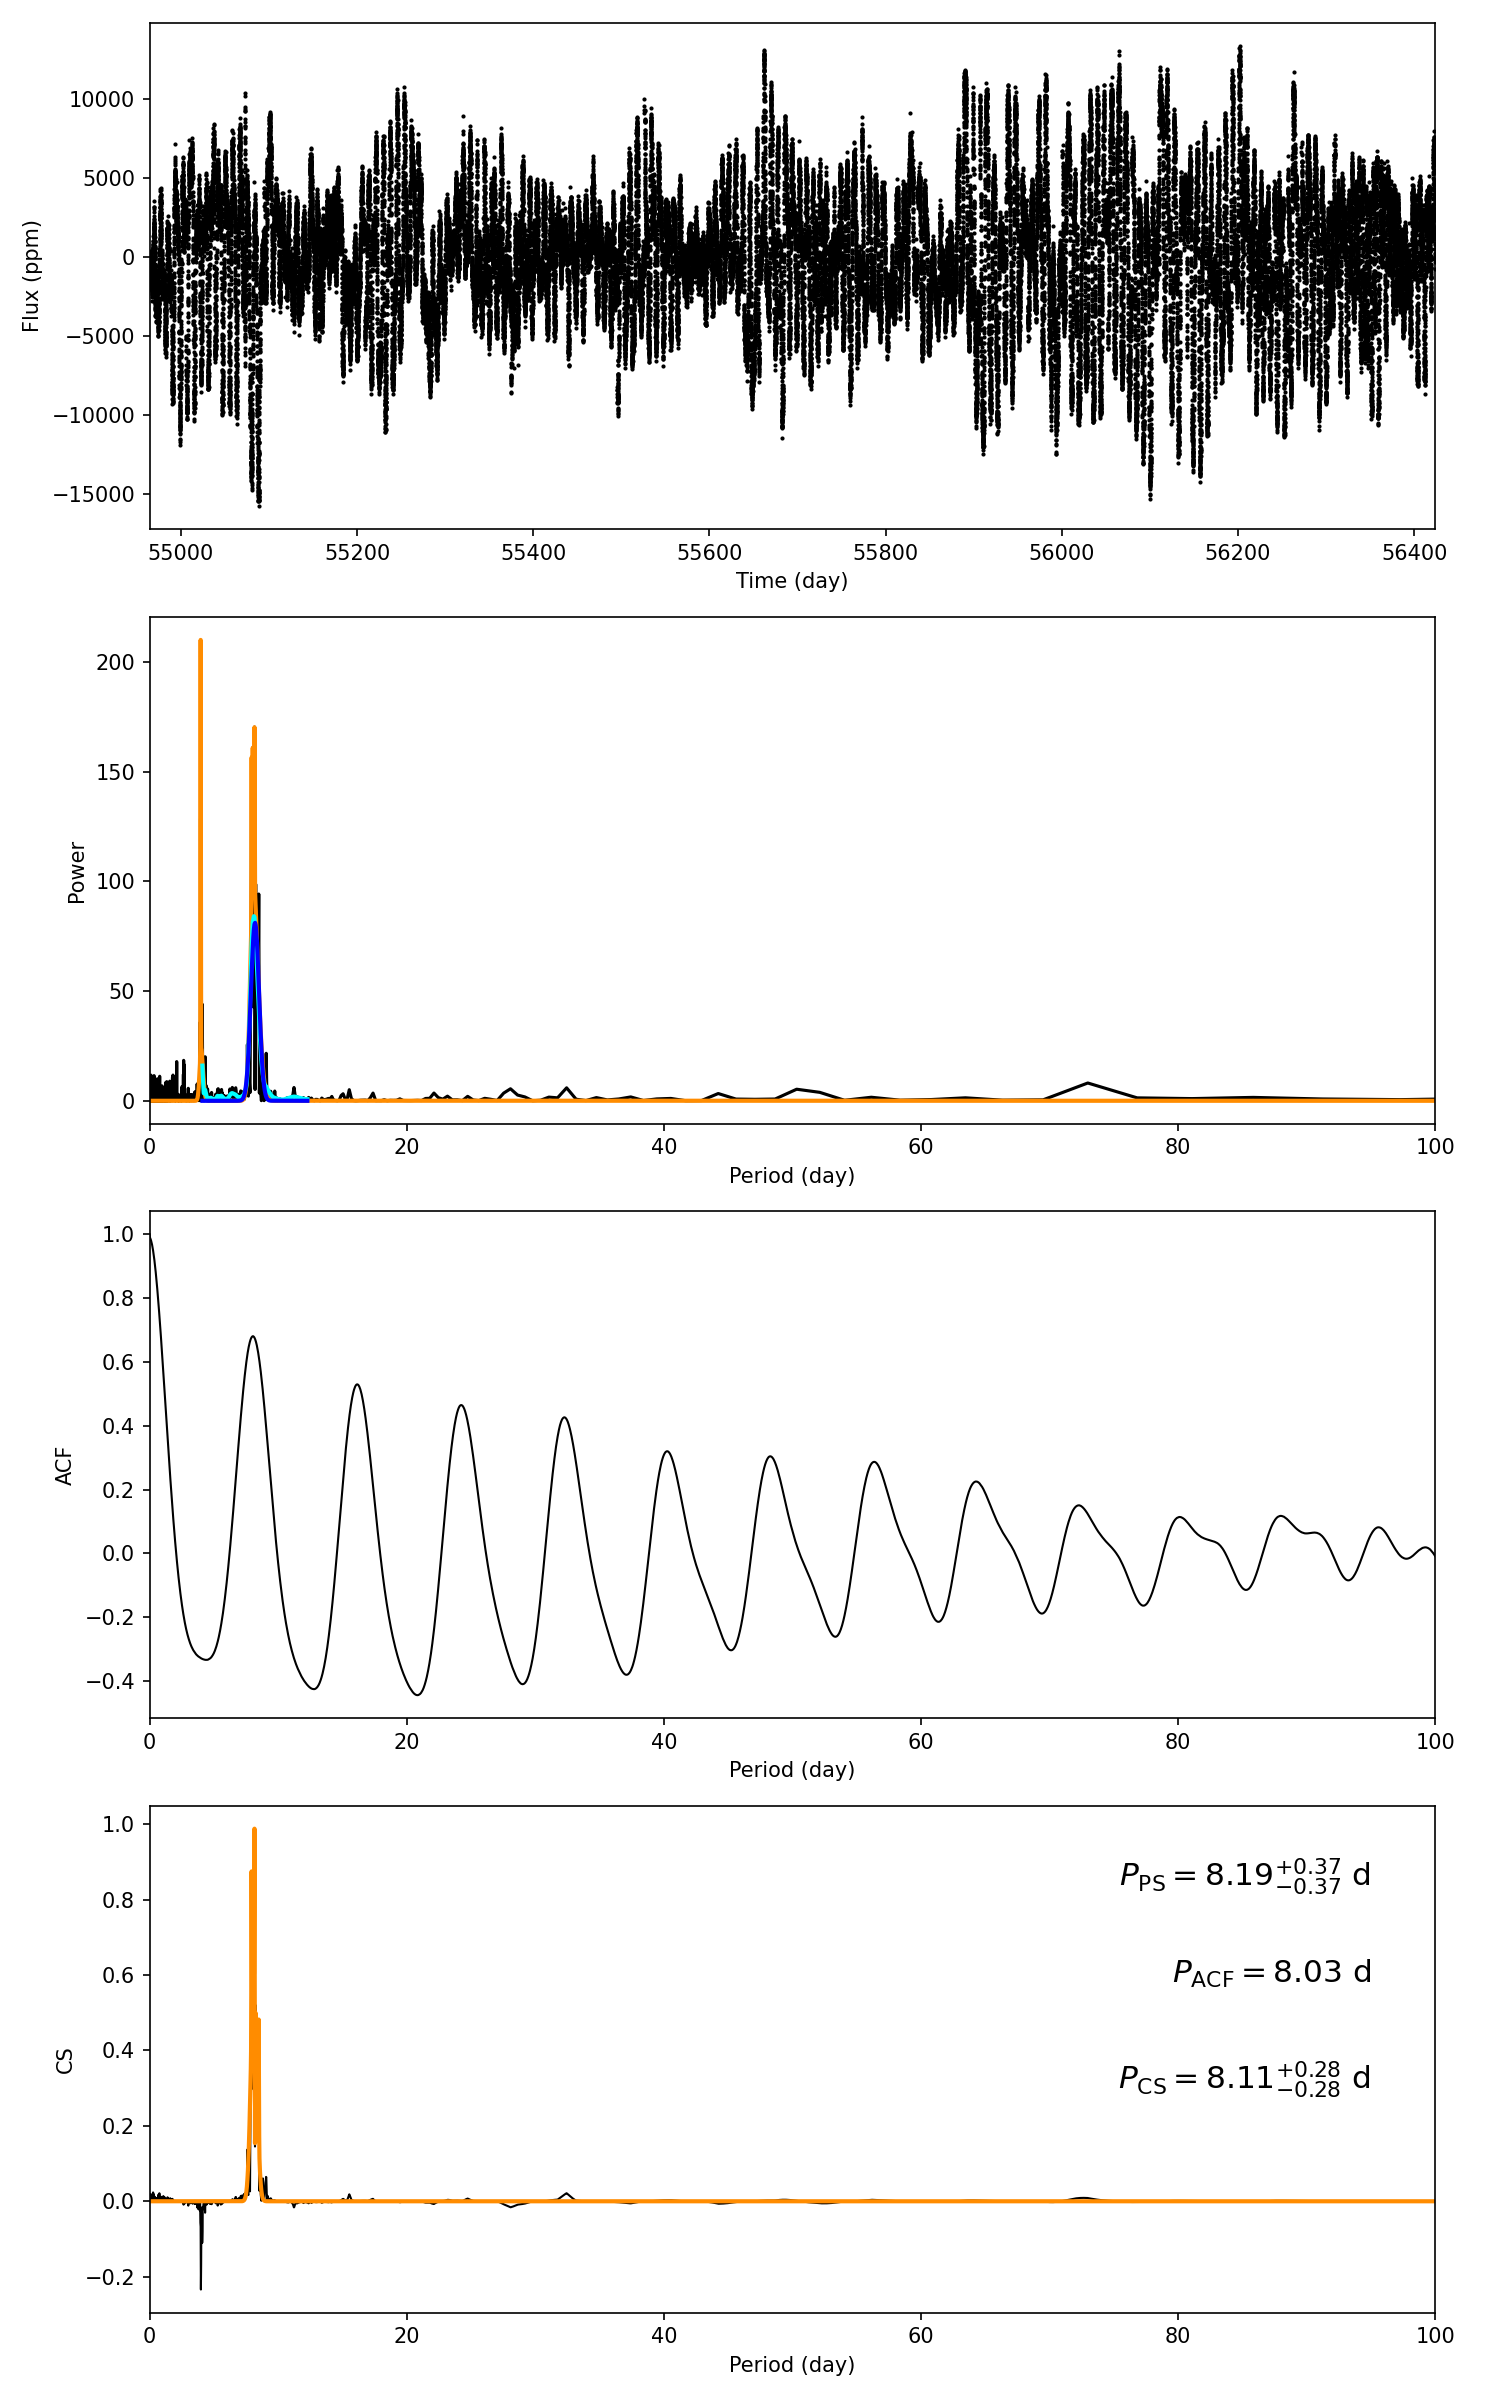 10000
5000
0
−5000
−10000
−15000
Flux (ppm)
55000 55200 55400 55600 55800 56000 56200 56400
Time (day)
200
150
100
50
0
Power
0 20 40 60 80 100
Period (day)
1.0
0.8
0.6
0.4
0.2
0.0
−0.2
−0.4
ACF
0 20 40 60 80 100
Period (day)
1.0
0.8
0.6
0.4
0.2
0.0
−0.2
CS
P_PS = 8.19^{+0.37}_{−0.37} d
P_ACF = 8.03 d
P_CS = 8.11^{+0.28}_{−0.28} d
0 20 40 60 80 100
Period (day)